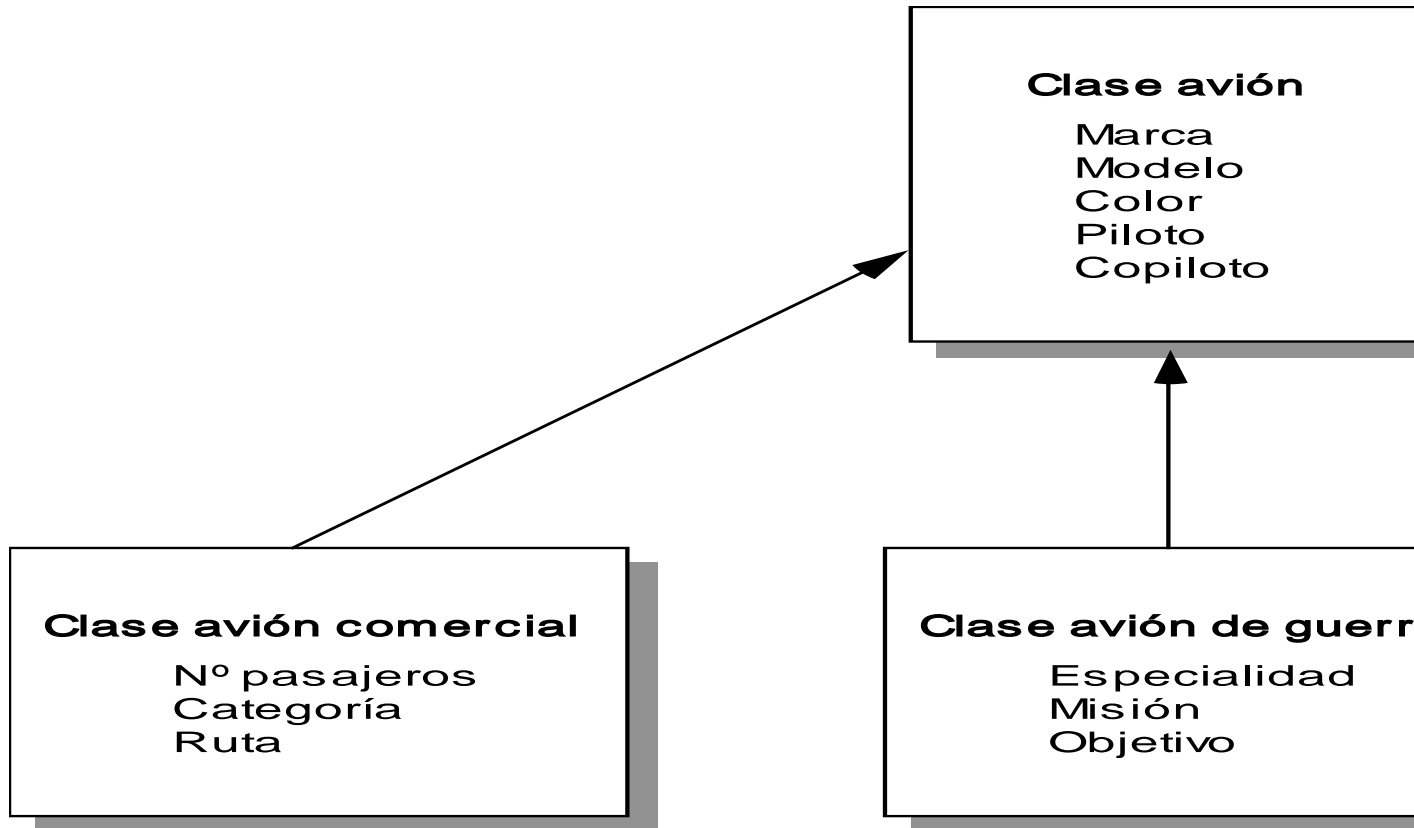 Clase avión
Marca
Modelo
Color
Piloto
Copiloto
Clase avión comercial
Nº pasajeros
Categoría
Ruta
Clase avión de guerr
Especialidad
Misión
Objetivo